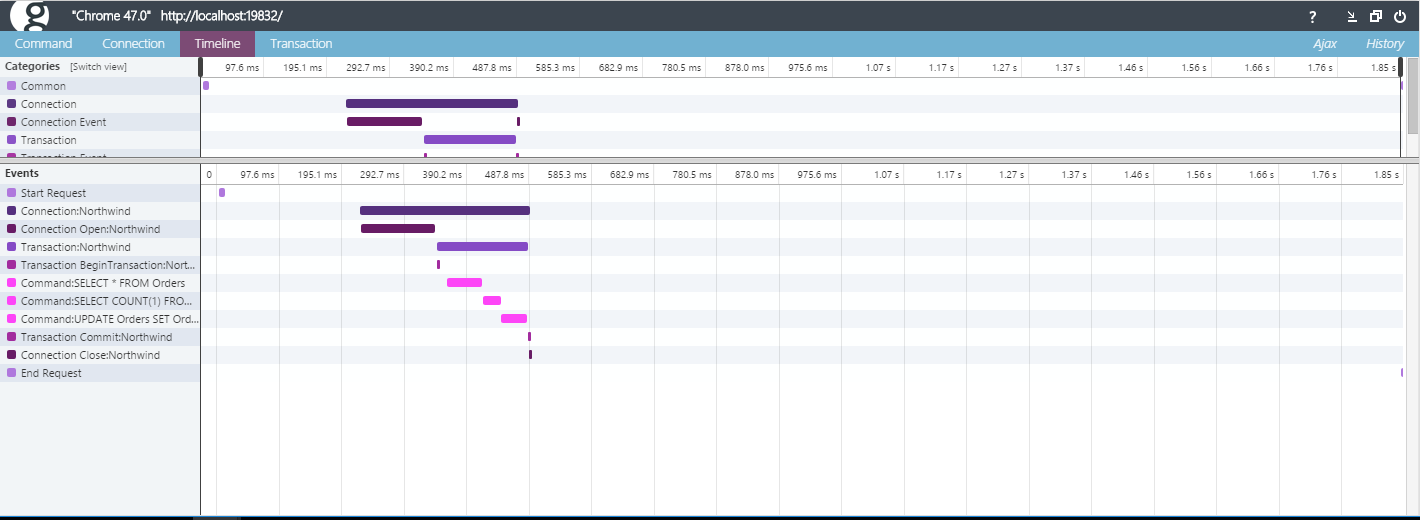 g "Chrome 47.0" http://localhost:19832/ ?
Command Connection Timeline Transaction Ajax History
Categories [Switch view] 97.6 ms 195.1 ms 292.7 ms 390.2 ms 487.8 ms 585.3 ms 682.9 ms 780.5 ms 878.0 ms 975.6 ms 1.07 s 1.17 s 1.27 s 1.37 s 1.46 s 1.56 s 1.66 s 1.76 s 1.85 s
Common
Connection
Connection Event
Transaction
Transaction Event
Events 0 97.6 ms 195.1 ms 292.7 ms 390.2 ms 487.8 ms 585.3 ms 682.9 ms 780.5 ms 878.0 ms 975.6 ms 1.07 s 1.17 s 1.27 s 1.37 s 1.46 s 1.56 s 1.66 s 1.76 s 1.85 s
Start Request
Connection:Northwind
Connection Open:Northwind
Transaction:Northwind
Transaction BeginTransaction:Nort...
Command:SELECT * FROM Orders
Command:SELECT COUNT(1) FRO...
Command:UPDATE Orders SET Ord...
Transaction Commit:Northwind
Connection Close:Northwind
End Request